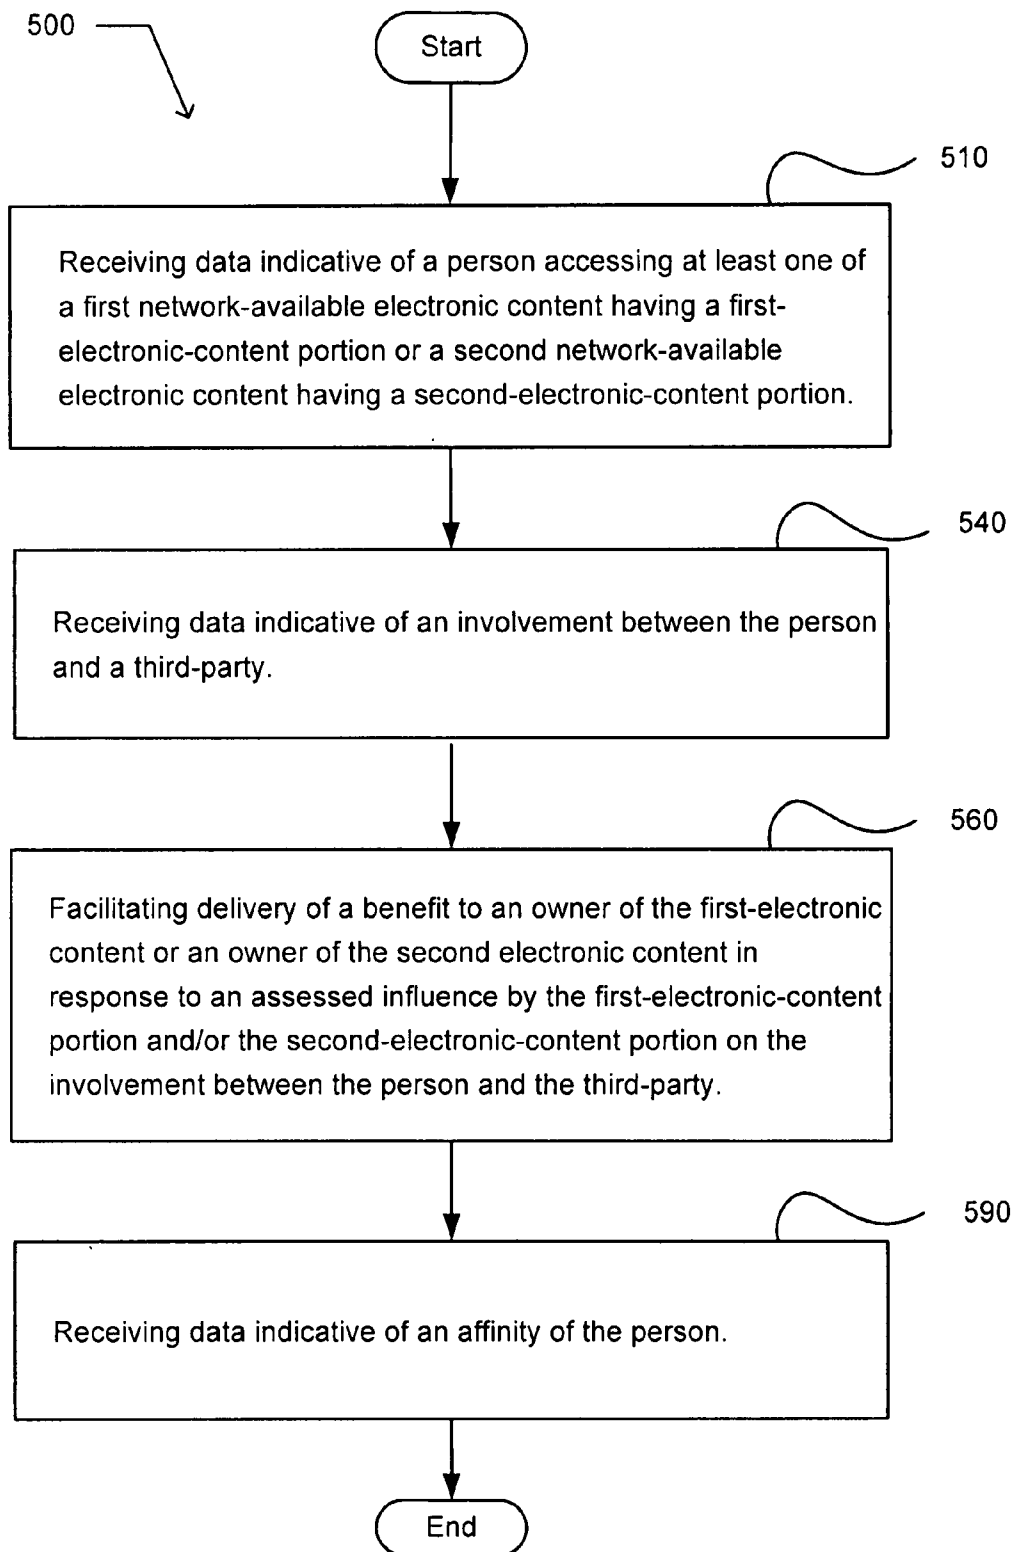 500
Start
510
Receiving data indicative of a person accessing at least one of
a first network-available electronic content having a first-
electronic-content portion or a second network-available
electronic content having a second-electronic-content portion.
540
Receiving data indicative of an involvement between the person
and a third-party.
560
Facilitating delivery of a benefit to an owner of the first-electronic
content or an owner of the second electronic content in
response to an assessed influence by the first-electronic-content
portion and/or the second-electronic-content portion on the
involvement between the person and the third-party.
590
Receiving data indicative of an affinity of the person.
End